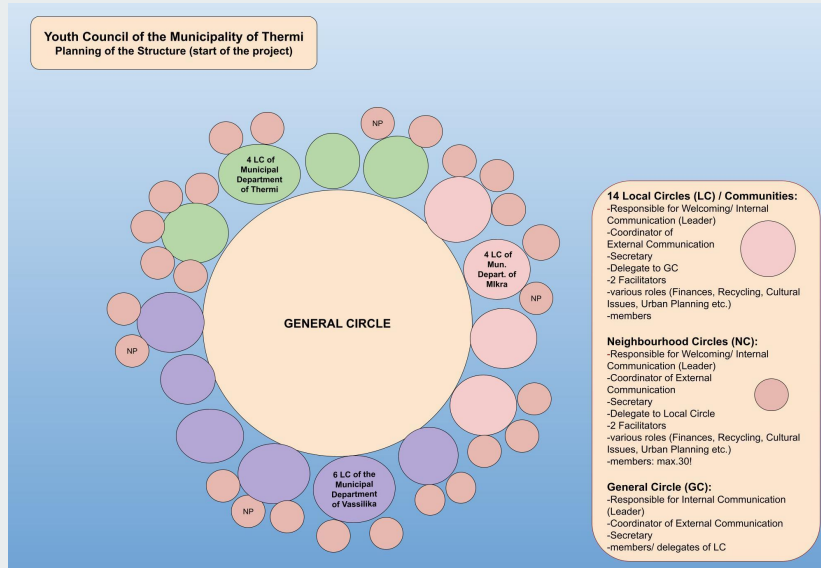 Youth Council of the Municipality of Thermi
Planning of the Structure (start of the project)
NP
4 LC of
Municipal
Department
of Thermi
4 LC of
Mun.
Depart. of
MIkra
NP
GENERAL CIRCLE
NP
6 LC of the
Municipal
Department
of Vassilika
NP
14 Local Circles (LC) / Communities:
-Responsible for Welcoming/ Internal
Communication (Leader)
-Coordinator of
External Communication
-Secretary
-Delegate to GC
-2 Facilitators
-various roles (Finances, Recycling, Cultural
Issues, Urban Planning etc.)
-members
Neighbourhood Circles (NC):
-Responsible for Welcoming/ Internal
Communication (Leader)
-Coordinator of External
Communication
-Secretary
-Delegate to Local Circle
-2 Facilitators
-various roles (Finances, Recycling, Cultural
Issues, Urban Planning etc.)
-members: max.30!
General Circle (GC):
-Responsible for Internal Communication
(Leader)
-Coordinator of External Communication
-Secretary
-members/ delegates of LC